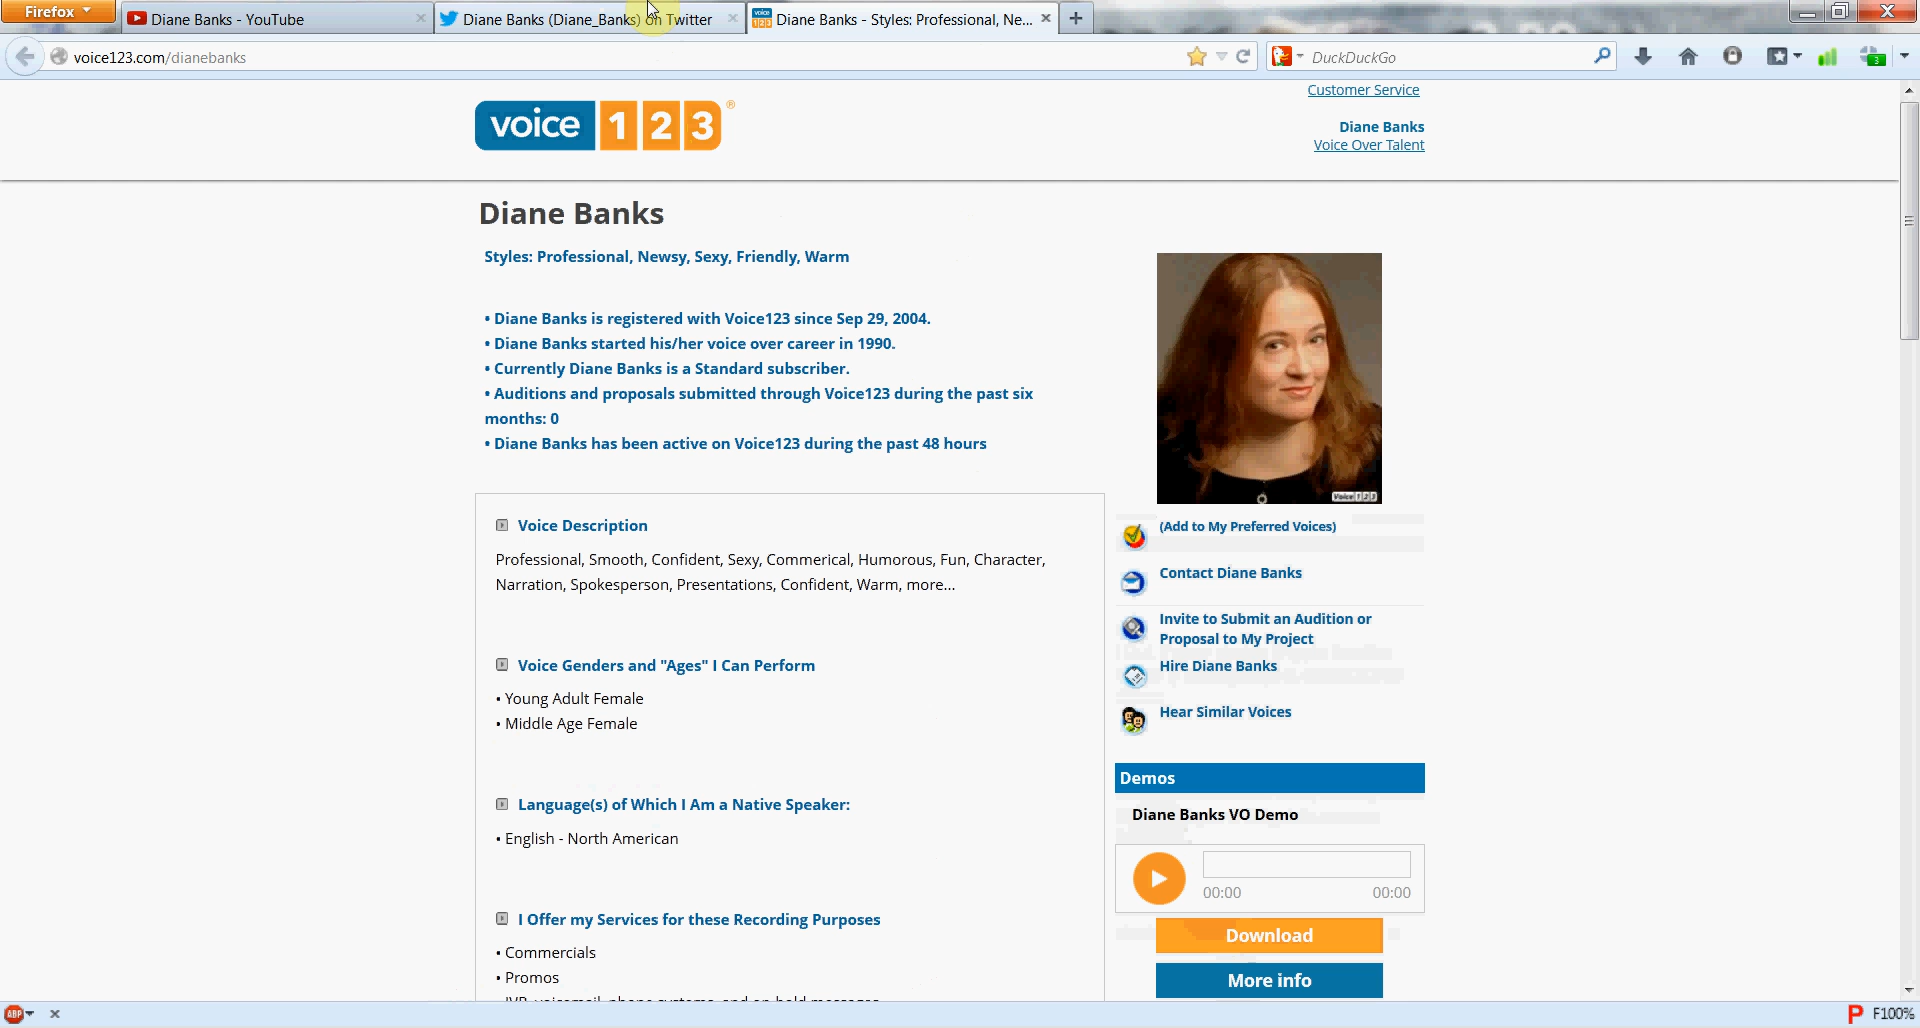 Firefox
Diane Banks - YouTube
Diane Banks (Diane_Banks) on Twitter
Diane Banks - Styles: Professional, Ne...
voice123.com/dianebanks
DuckDuckGo
3
Customer Service
voice 1 2 3 ®
Diane Banks
Voice Over Talent
Diane Banks
Styles: Professional, Newsy, Sexy, Friendly, Warm
• Diane Banks is registered with Voice123 since Sep 29, 2004.
• Diane Banks started his/her voice over career in 1990.
• Currently Diane Banks is a Standard subscriber.
• Auditions and proposals submitted through Voice123 during the past six
months: 0
• Diane Banks has been active on Voice123 during the past 48 hours
Voice 1 2 3
Voice Description
Professional, Smooth, Confident, Sexy, Commerical, Humorous, Fun, Character,
Narration, Spokesperson, Presentations, Confident, Warm, more...
Voice Genders and "Ages" I Can Perform
• Young Adult Female
• Middle Age Female
Language(s) of Which I Am a Native Speaker:
• English - North American
I Offer my Services for these Recording Purposes
• Commercials
• Promos
(Add to My Preferred Voices)
Contact Diane Banks
Invite to Submit an Audition or
Proposal to My Project
Hire Diane Banks
Hear Similar Voices
Demos
Diane Banks VO Demo
00:00 00:00
Download
More info
ABP
F100%